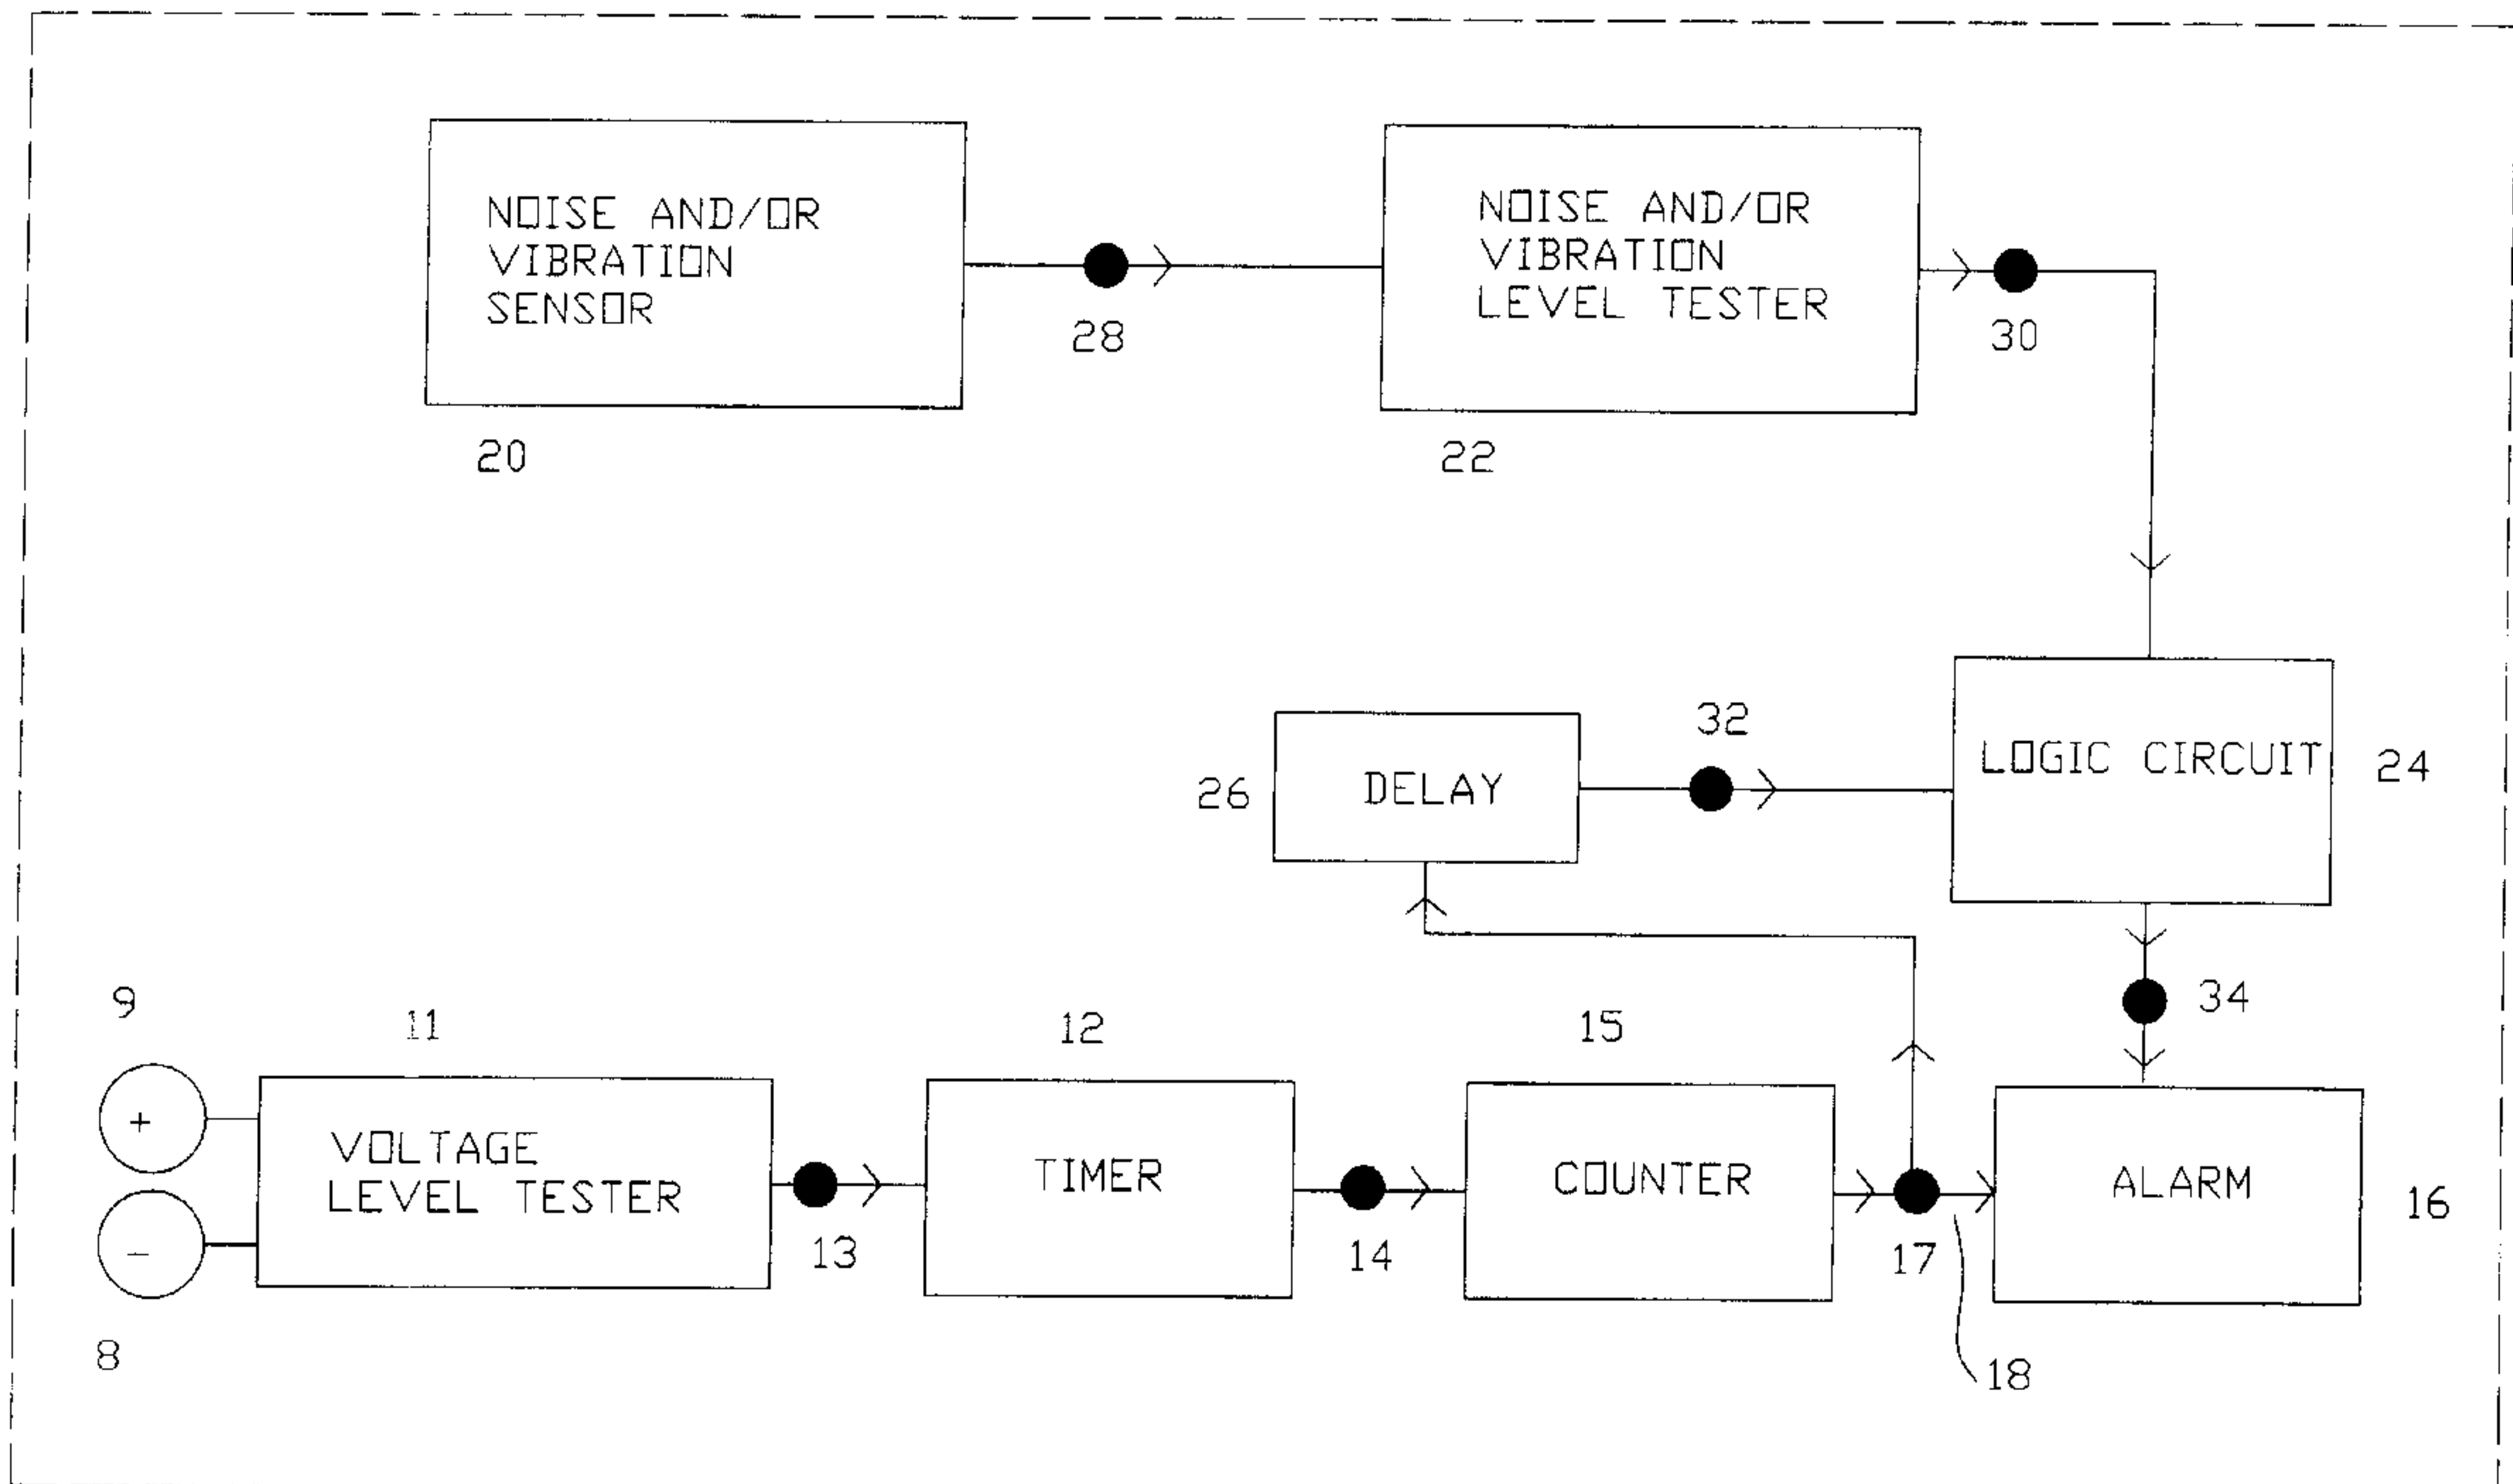 NOISE AND/OR
VIBRATION
SENSOR
20
28
NOISE AND/OR
VIBRATION
LEVEL TESTER
22
30
26
DELAY
32
LOGIC CIRCUIT
24
34
9
+
−
8
11
VOLTAGE
LEVEL TESTER
13
12
TIMER
14
15
COUNTER
17
18
ALARM
16